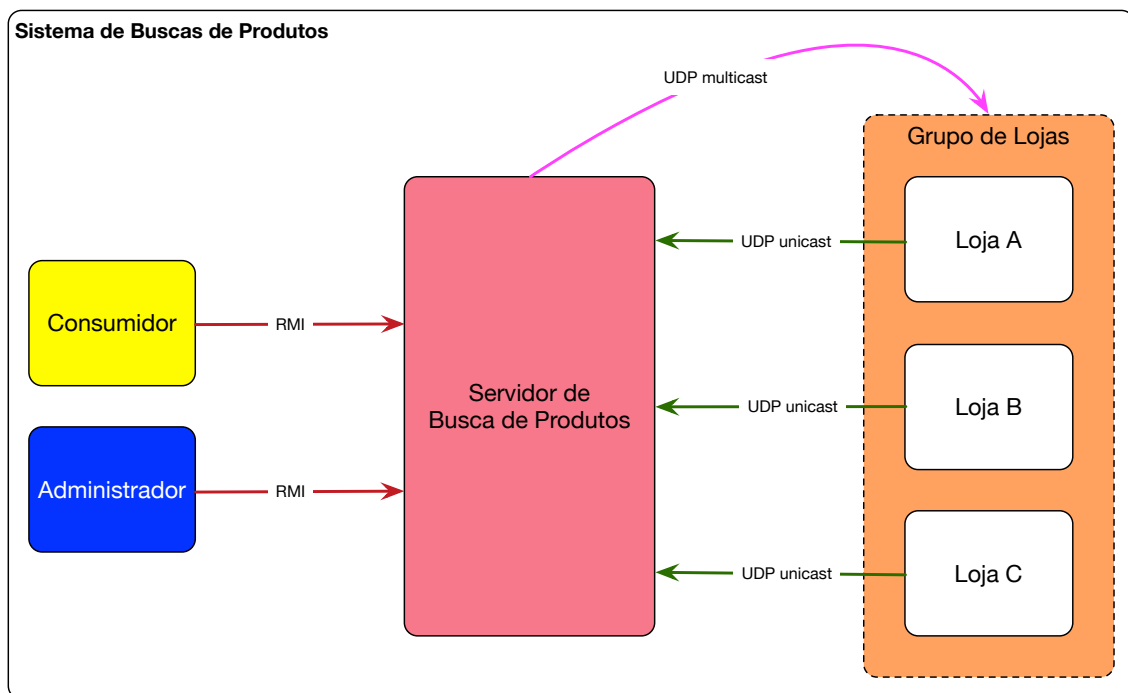 Sistema de Buscas de Produtos
UDP multicast
Grupo de Lojas
UDP unicast
Loja A
Consumidor
RMI
Servidor de
Busca de Produtos
UDP unicast
Loja B
Administrador
RMI
UDP unicast
Loja C